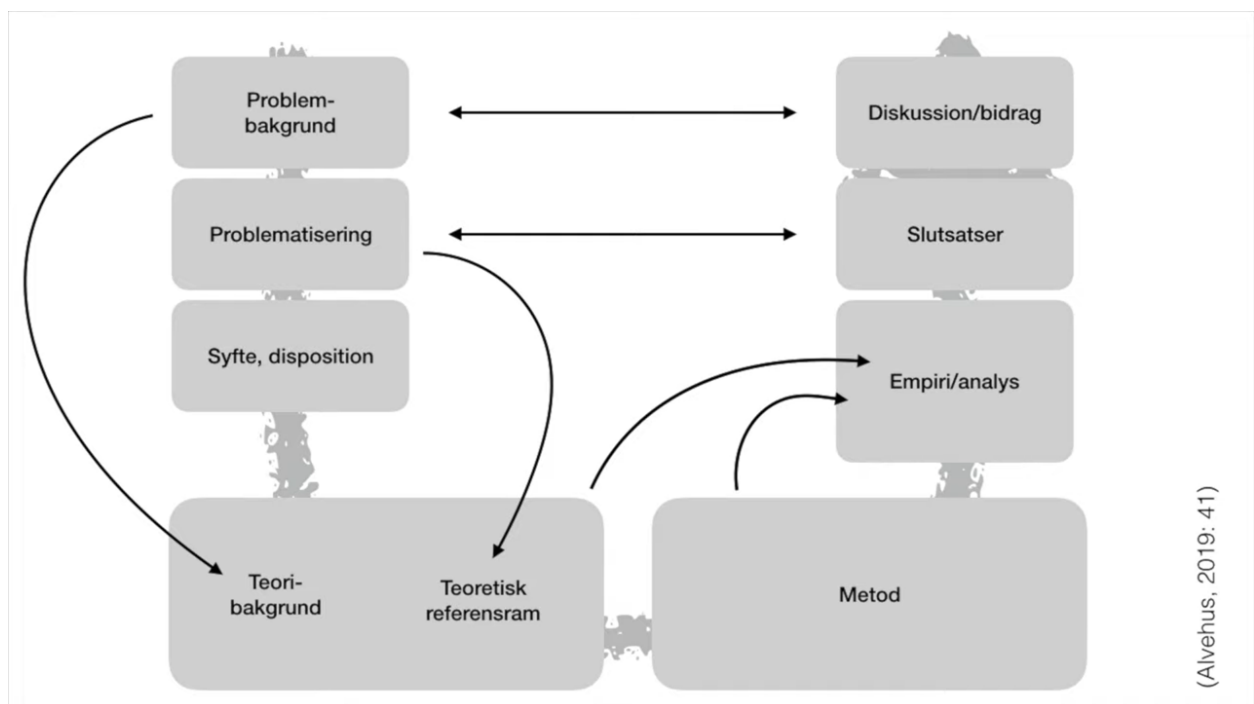 Problem-
bakgrund
Diskussion/bidrag
Problematisering
Slutsatser
Syfte, disposition
Empiri/analys
Teori-
bakgrund
Teoretisk
referensram
Metod
(Alvehus, 2019: 41)